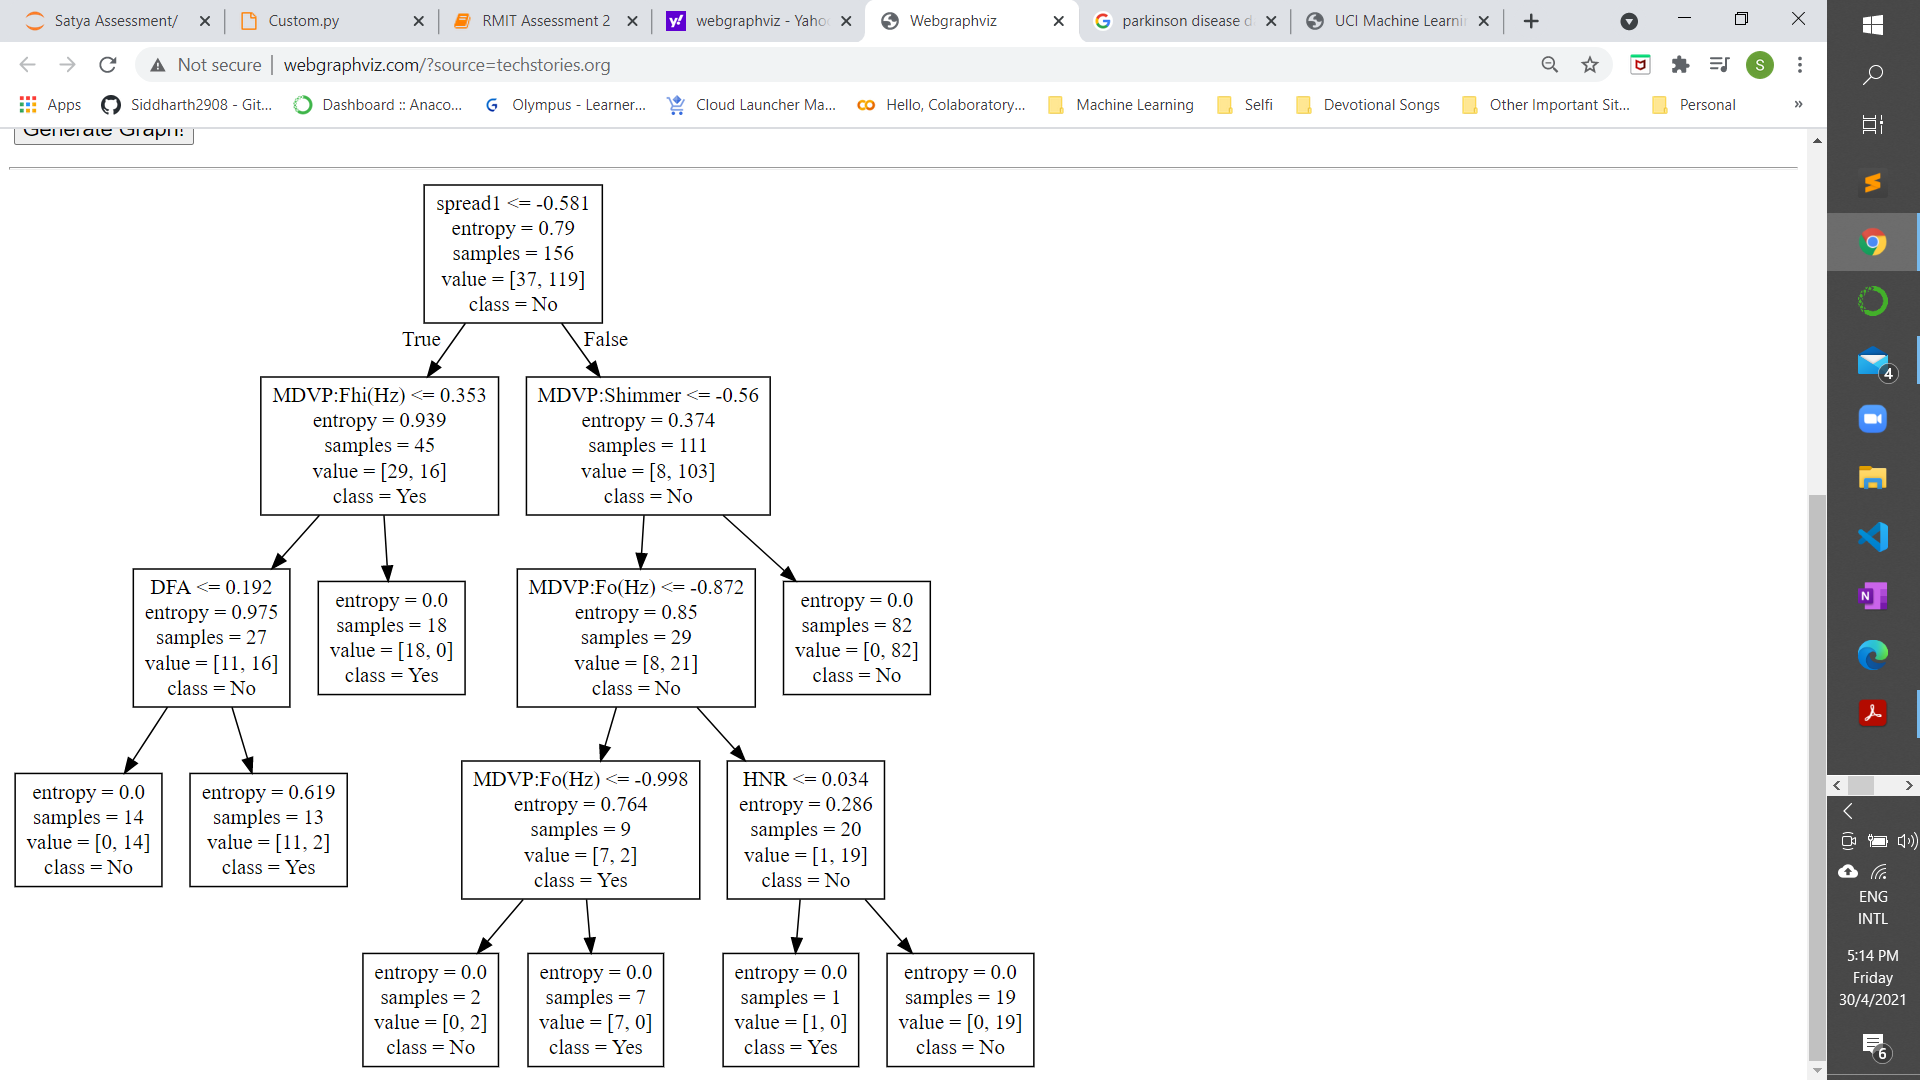 Satya Assessment/
Custom.py
RMIT Assessment 2
webgraphviz - Yaho
Webgraphviz
parkinson disease d
UCI Machine Learni
Not secure
webgraphviz.com/?source=techstories.org
S
Apps
Siddharth2908 - Git...
Dashboard :: Anaco...
Olympus - Learner...
Cloud Launcher Ma...
Hello, Colaboratory...
Machine Learning
Selfi
Devotional Songs
Other Important Sit...
Personal
»
Generate Graph!
spread1 <= -0.581
entropy = 0.79
samples = 156
value = [37, 119]
class = No
True
False
MDVP:Fhi(Hz) <= 0.353
entropy = 0.939
samples = 45
value = [29, 16]
class = Yes
MDVP:Shimmer <= -0.56
entropy = 0.374
samples = 111
value = [8, 103]
class = No
DFA <= 0.192
entropy = 0.975
samples = 27
value = [11, 16]
class = No
entropy = 0.0
samples = 18
value = [18, 0]
class = Yes
MDVP:Fo(Hz) <= -0.872
entropy = 0.85
samples = 29
value = [8, 21]
class = No
entropy = 0.0
samples = 82
value = [0, 82]
class = No
entropy = 0.0
samples = 14
value = [0, 14]
class = No
entropy = 0.619
samples = 13
value = [11, 2]
class = Yes
MDVP:Fo(Hz) <= -0.998
entropy = 0.764
samples = 9
value = [7, 2]
class = Yes
HNR <= 0.034
entropy = 0.286
samples = 20
value = [1, 19]
class = No
entropy = 0.0
samples = 2
value = [0, 2]
class = No
entropy = 0.0
samples = 7
value = [7, 0]
class = Yes
entropy = 0.0
samples = 1
value = [1, 0]
class = Yes
entropy = 0.0
samples = 19
value = [0, 19]
class = No
4
ENG
INTL
5:14 PM
Friday
30/4/2021
6